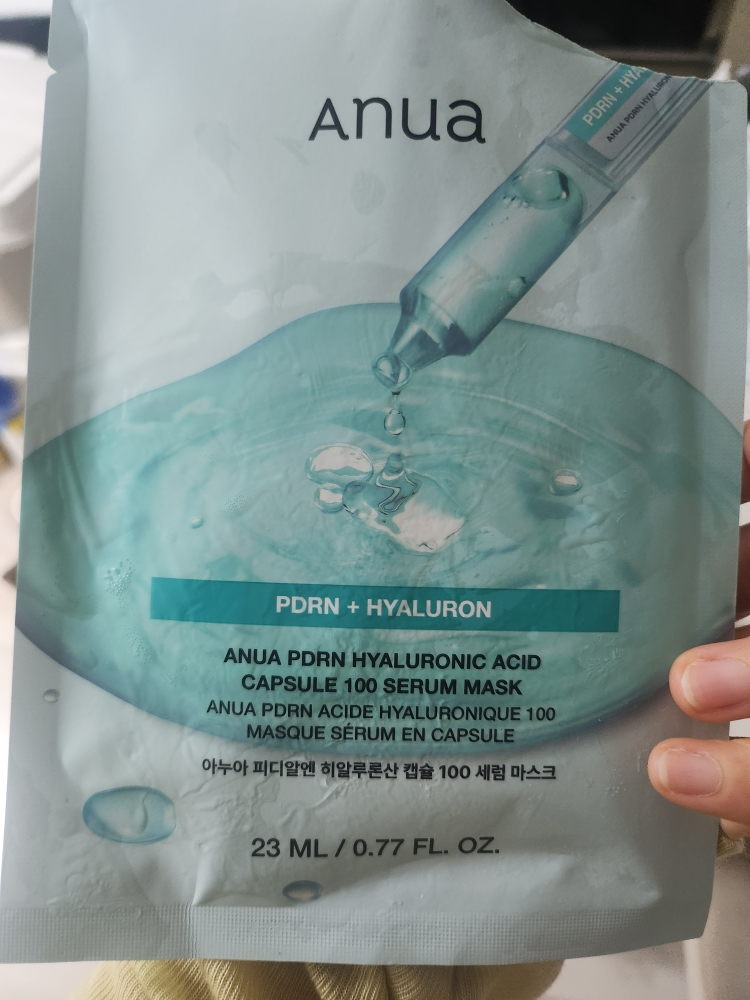 Anua
PDRN + HYA
ANUA PDRN HYALURON
PDRN + HYALURON
ANUA PDRN HYALURONIC ACID
CAPSULE 100 SERUM MASK
ANUA PDRN ACIDE HYALURONIQUE 100
MASQUE SÉRUM EN CAPSULE
아누아 피디알엔 히알루론산 캡슐 100 세럼 마스크
23 ML / 0.77 FL. OZ.